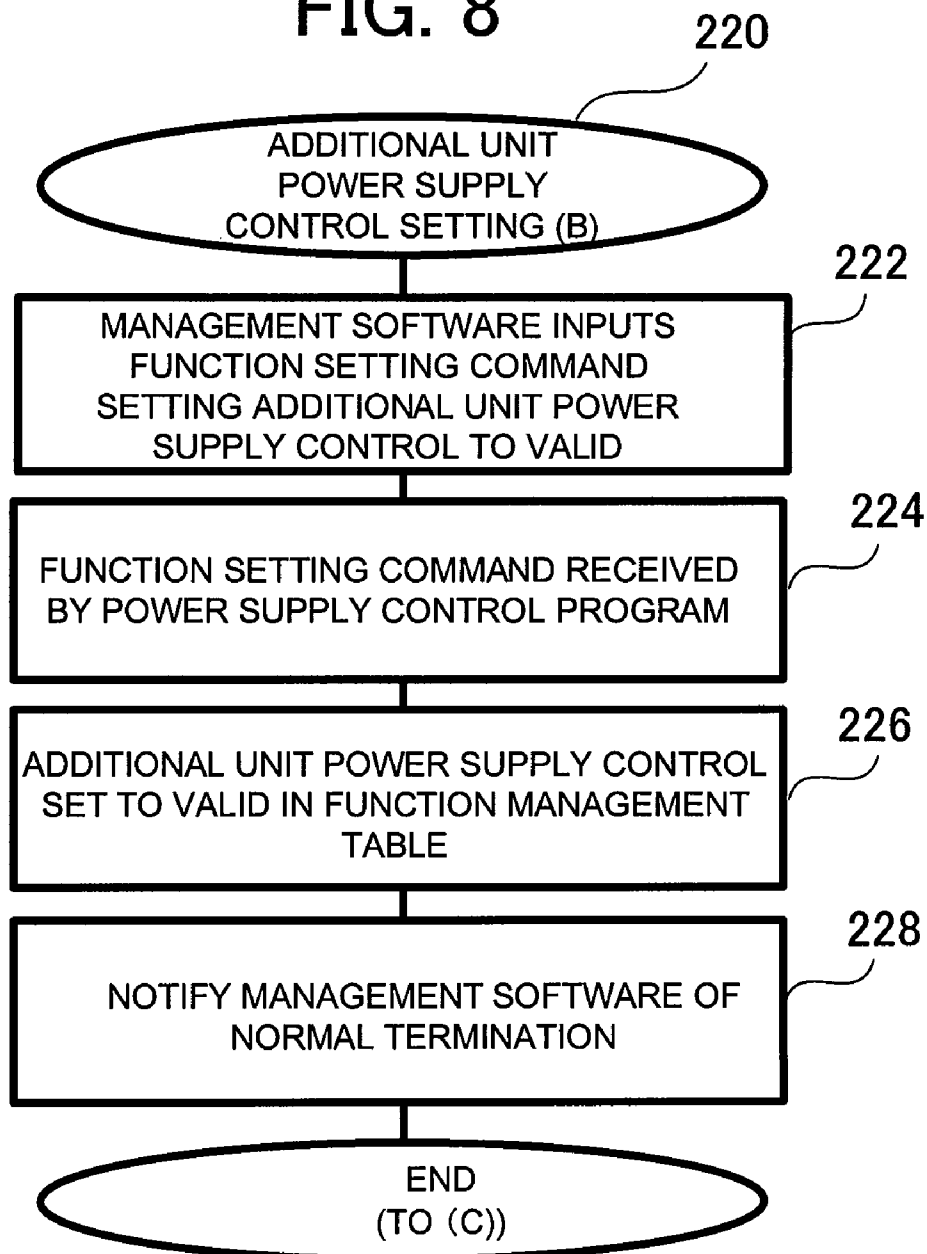 FIG. 8
220
ADDITIONAL UNIT
POWER SUPPLY
CONTROL SETTING (B)
222
MANAGEMENT SOFTWARE INPUTS
FUNCTION SETTING COMMAND
SETTING ADDITIONAL UNIT POWER
SUPPLY CONTROL TO VALID
224
FUNCTION SETTING COMMAND RECEIVED
BY POWER SUPPLY CONTROL PROGRAM
226
ADDITIONAL UNIT POWER SUPPLY CONTROL
SET TO VALID IN FUNCTION MANAGEMENT
TABLE
228
NOTIFY MANAGEMENT SOFTWARE OF
NORMAL TERMINATION
END
(TO (C))